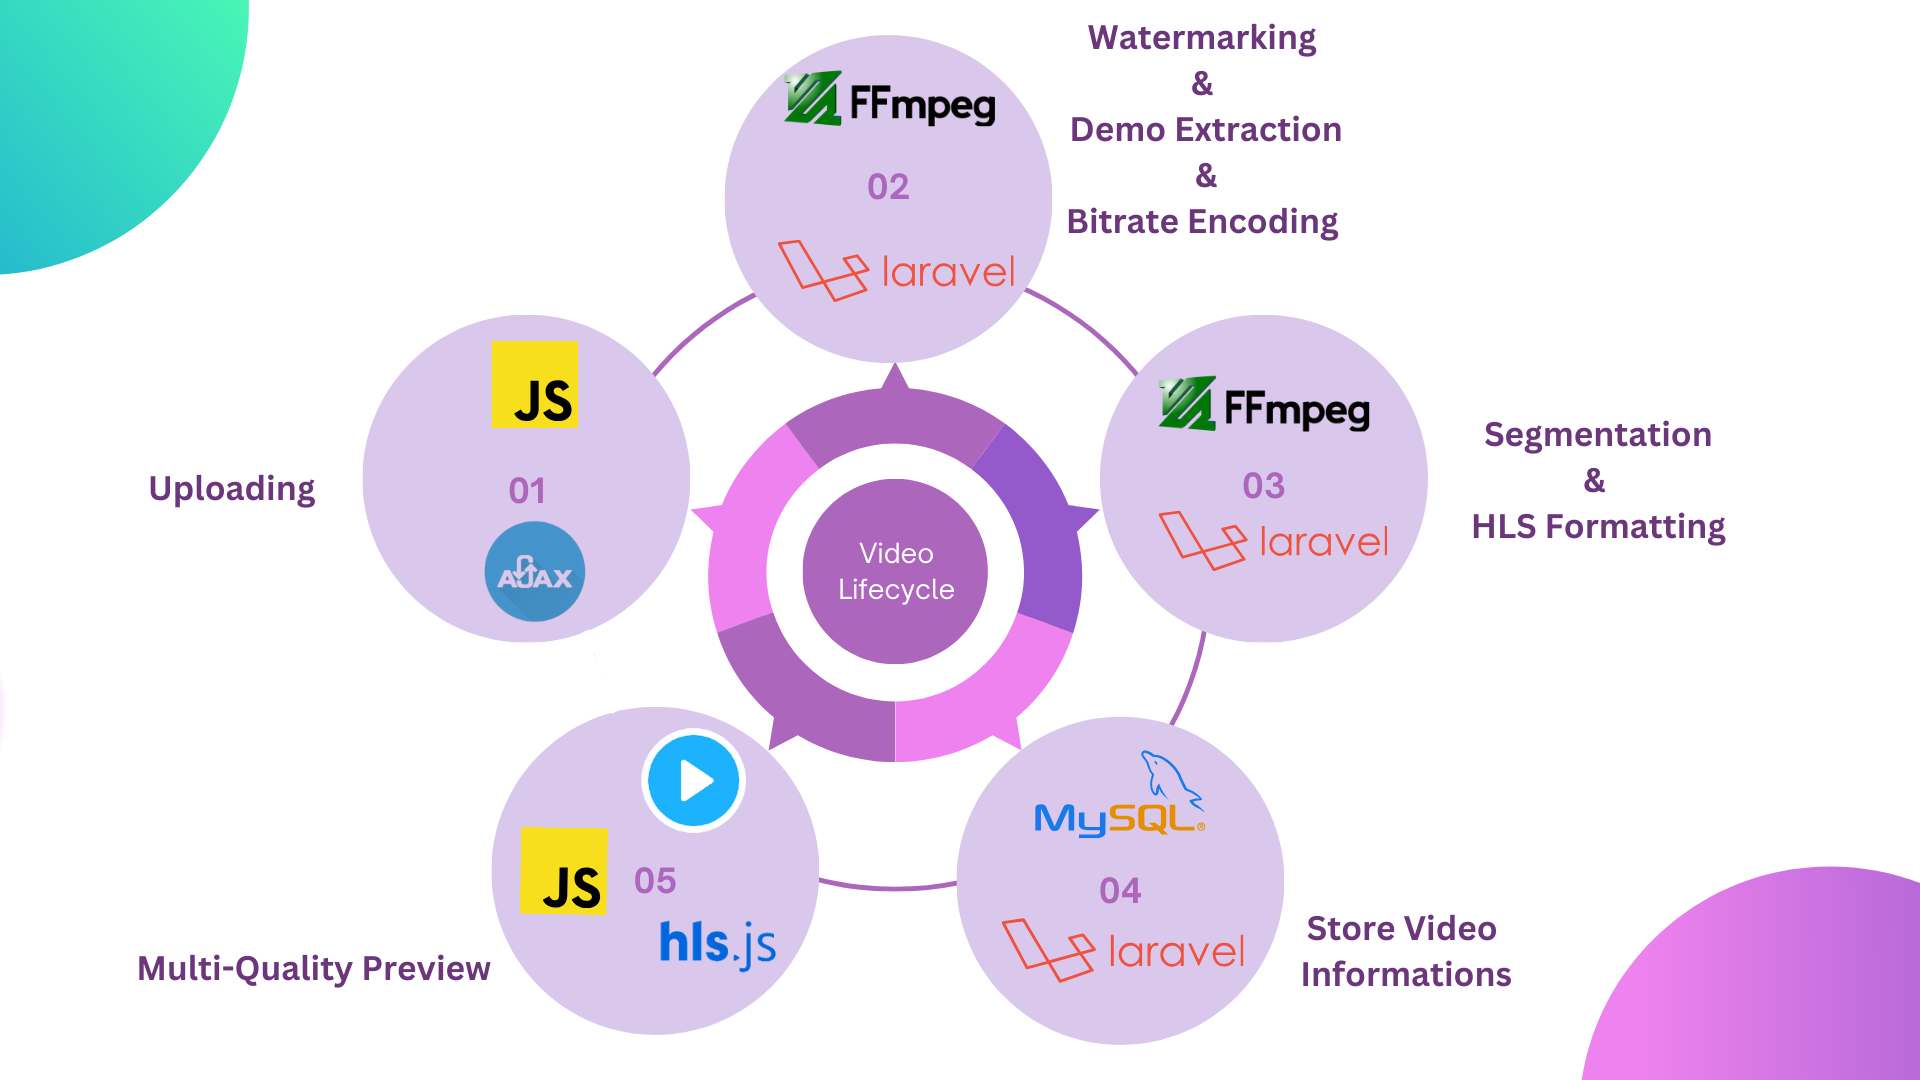 Watermarking
&
Demo Extraction
&
Bitrate Encoding
FFmpeg
02
laravel
JS
01
AJAX
Uploading
FFmpeg
03
laravel
Segmentation
&
HLS Formatting
Video
Lifecycle
MySQL®
04
laravel
Store Video
Informations
JS
05
hls.js
Multi-Quality Preview